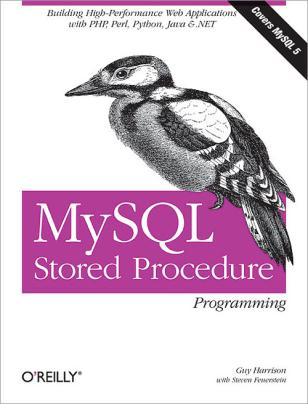 Building High-Performance Web Applications
with PHP, Perl, Python, Java & .NET
Covers MySQL 5
MySQL
Stored Procedure
Programming
O'REILLY®
Guy Harrison
with Steven Feuerstein